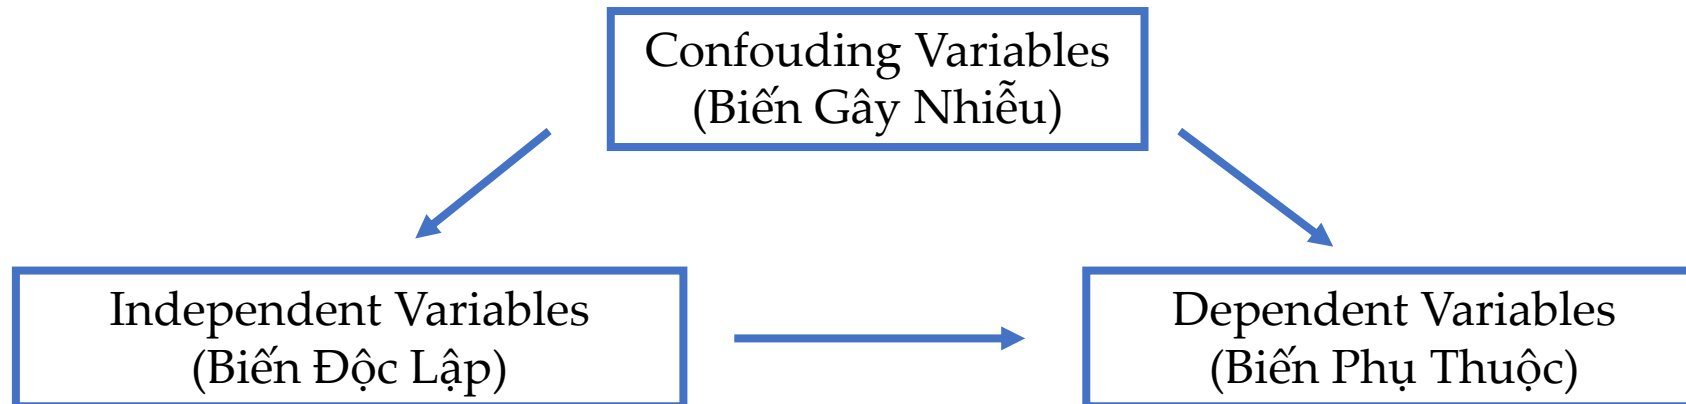 Confouding Variables
(Biến Gây Nhiễu)
Independent Variables
(Biến Độc Lập)
Dependent Variables
(Biến Phụ Thuộc)